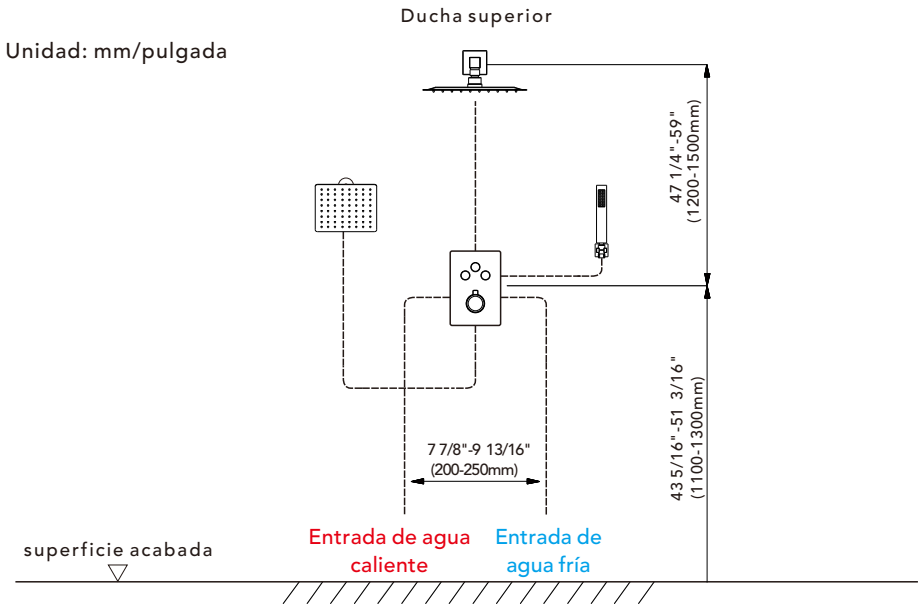 Ducha superior
Unidad: mm/pulgada
47 1/4"-59"
(1200-1500mm)
43 5/16"-51 3/16"
(1100-1300mm)
7 7/8"-9 13/16"
(200-250mm)
Entrada de agua
caliente
Entrada de
agua fría
superficie acabada